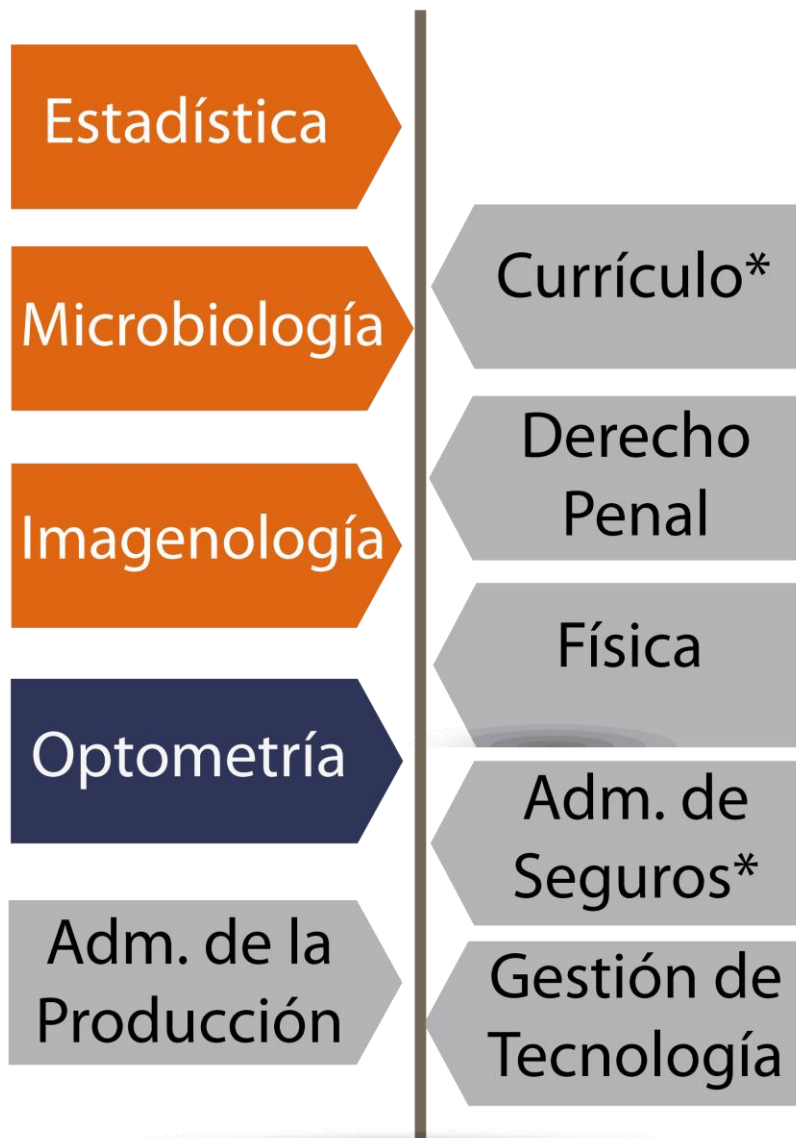 Estadística
Microbiología
Imagenología
Optometría
Adm. de la
Producción
Currículo*
Derecho
Penal
Física
Adm. de
Seguros*
Gestión de
Tecnología